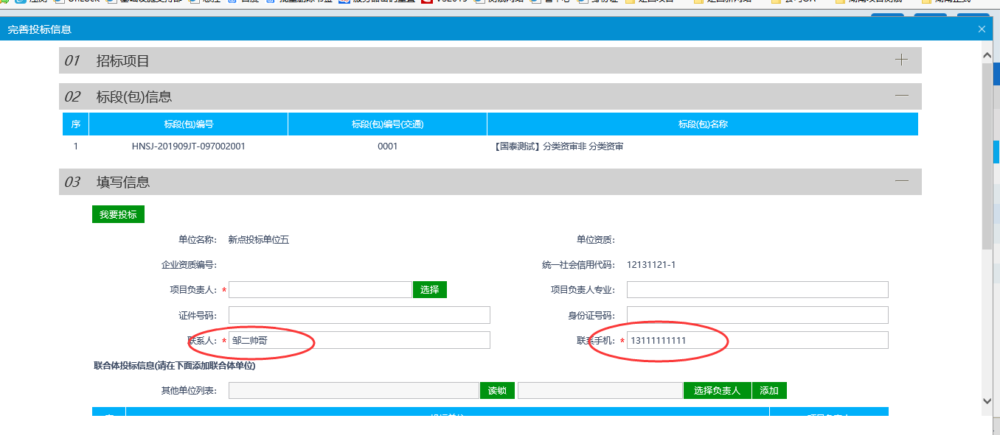 完善投标信息
01 招标项目
02 标段(包)信息
序 标段(包)编号 标段(包)编号(交通) 标段(包)名称
1 HNSJ-201909JT-097002001 0001 【国泰测试】分类资审非 分类资审
03 填写信息
我要投标
单位名称: 新点投标单位五 单位资质:
企业资质编号: 统一社会信用代码: 12131121-1
项目负责人: * 选择 项目负责人专业:
证件号码: 身份证号码:
联系人: * 邹二帅哥 联系手机: * 13111111111
联合体投标信息(请在下面添加联合体单位)
其他单位列表: 读锁 选择负责人 添加